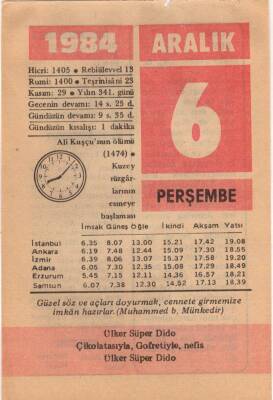 1984 ARALIK
Hicri: 1405 • Rebiülevvel 13
Rumi: 1400 • Teşrinisâni 23
Kasım: 29 • Yılın 341. günü
Gecenin devamı: 14 s. 25 d.
Gündüzün devamı: 9 s. 35 d.
Gündüzün kısalışı: 1 dakika
6
Ali Kuşçu'nun ölümü
(1474) •
Kuzey
rüzgâr-
larının
esmeye
başlaması
PERŞEMBE
İmsak Güneş Öğle İkindi Akşam Yatsı
İstanbul 6.35 8.07 13.00 15.21 17.42 19.08
Ankara 6.19 7.48 12.44 15.09 17.30 18.55
İzmir 6.39 8.06 13.07 15.37 17.58 19.20
Adana 6.05 7.30 12.35 15.08 17.29 18.49
Erzurum 5.45 7.15 12.11 14.36 16.57 18.21
Samsun 6.07 7.38 12.30 14.52 17.13 18.39
Güzel söz ve açları doyurmak, cennete girmemize
imkân hazırlar. (Muhammed b. Münkedir)
Ülker Süper Dido
Çikolatasıyla, Gofretiyle, nefis
Ülker Süper Dido